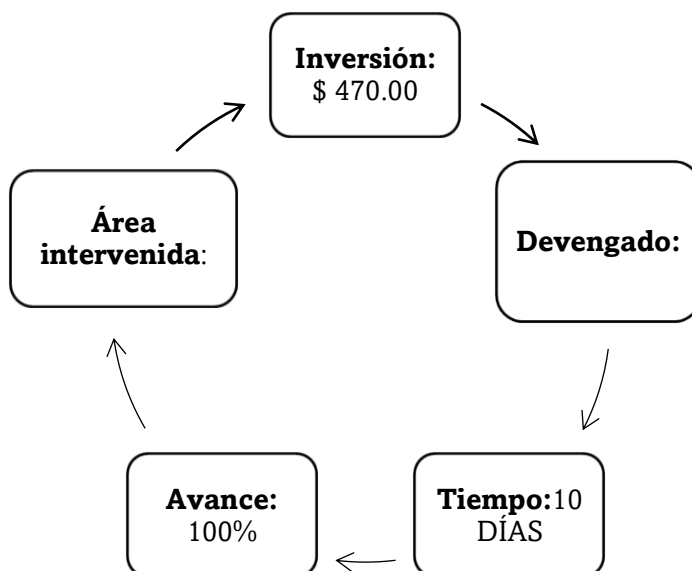 Inversión:
$ 470.00
Devengado:
Tiempo:10
DÍAS
Avance:
100%
Área
intervenida: